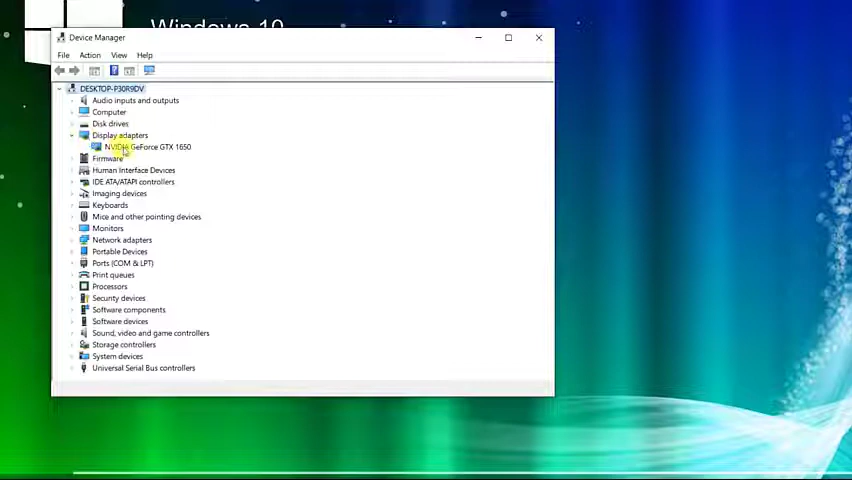 Windows 10
Device Manager
File Action View Help
DESKTOP-P30R9DV
Audio inputs and outputs
Computer
Disk drives
Display adapters
NVIDIA GeForce GTX 1650
Firmware
Human Interface Devices
IDE ATA/ATAPI controllers
Imaging devices
Keyboards
Mice and other pointing devices
Monitors
Network adapters
Portable Devices
Ports (COM & LPT)
Print queues
Processors
Security devices
Software components
Software devices
Sound, video and game controllers
Storage controllers
System devices
Universal Serial Bus controllers